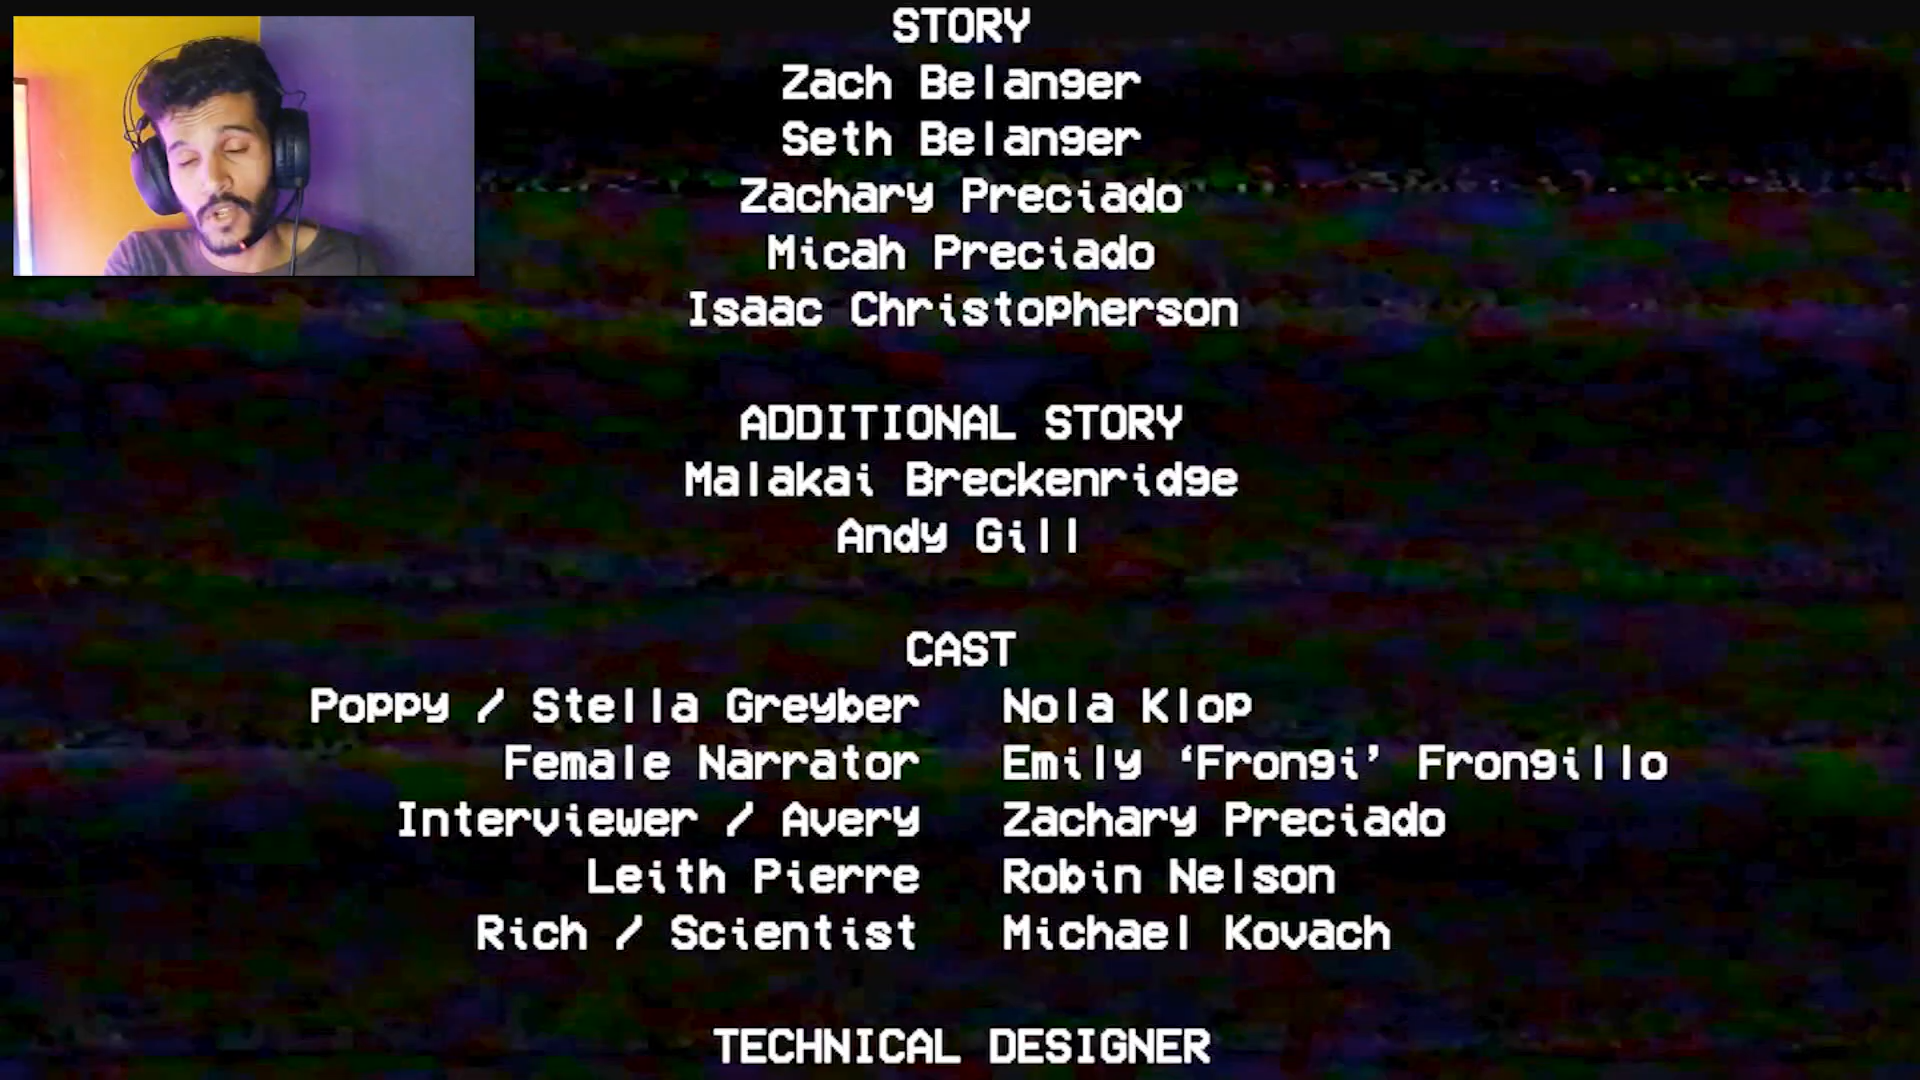 STORY
Zach Belanger
Seth Belanger
Zachary Preciado
Micah Preciado
Isaac Christopherson
ADDITIONAL STORY
Malakai Breckenridge
Andy Gill
CAST
Poppy / Stella Greyber Nola Klop
Female Narrator Emily ‘Frongi’ Frongillo
Interviewer / Avery Zachary Preciado
Leith Pierre Robin Nelson
Rich / Scientist Michael Kovach
TECHNICAL DESIGNER